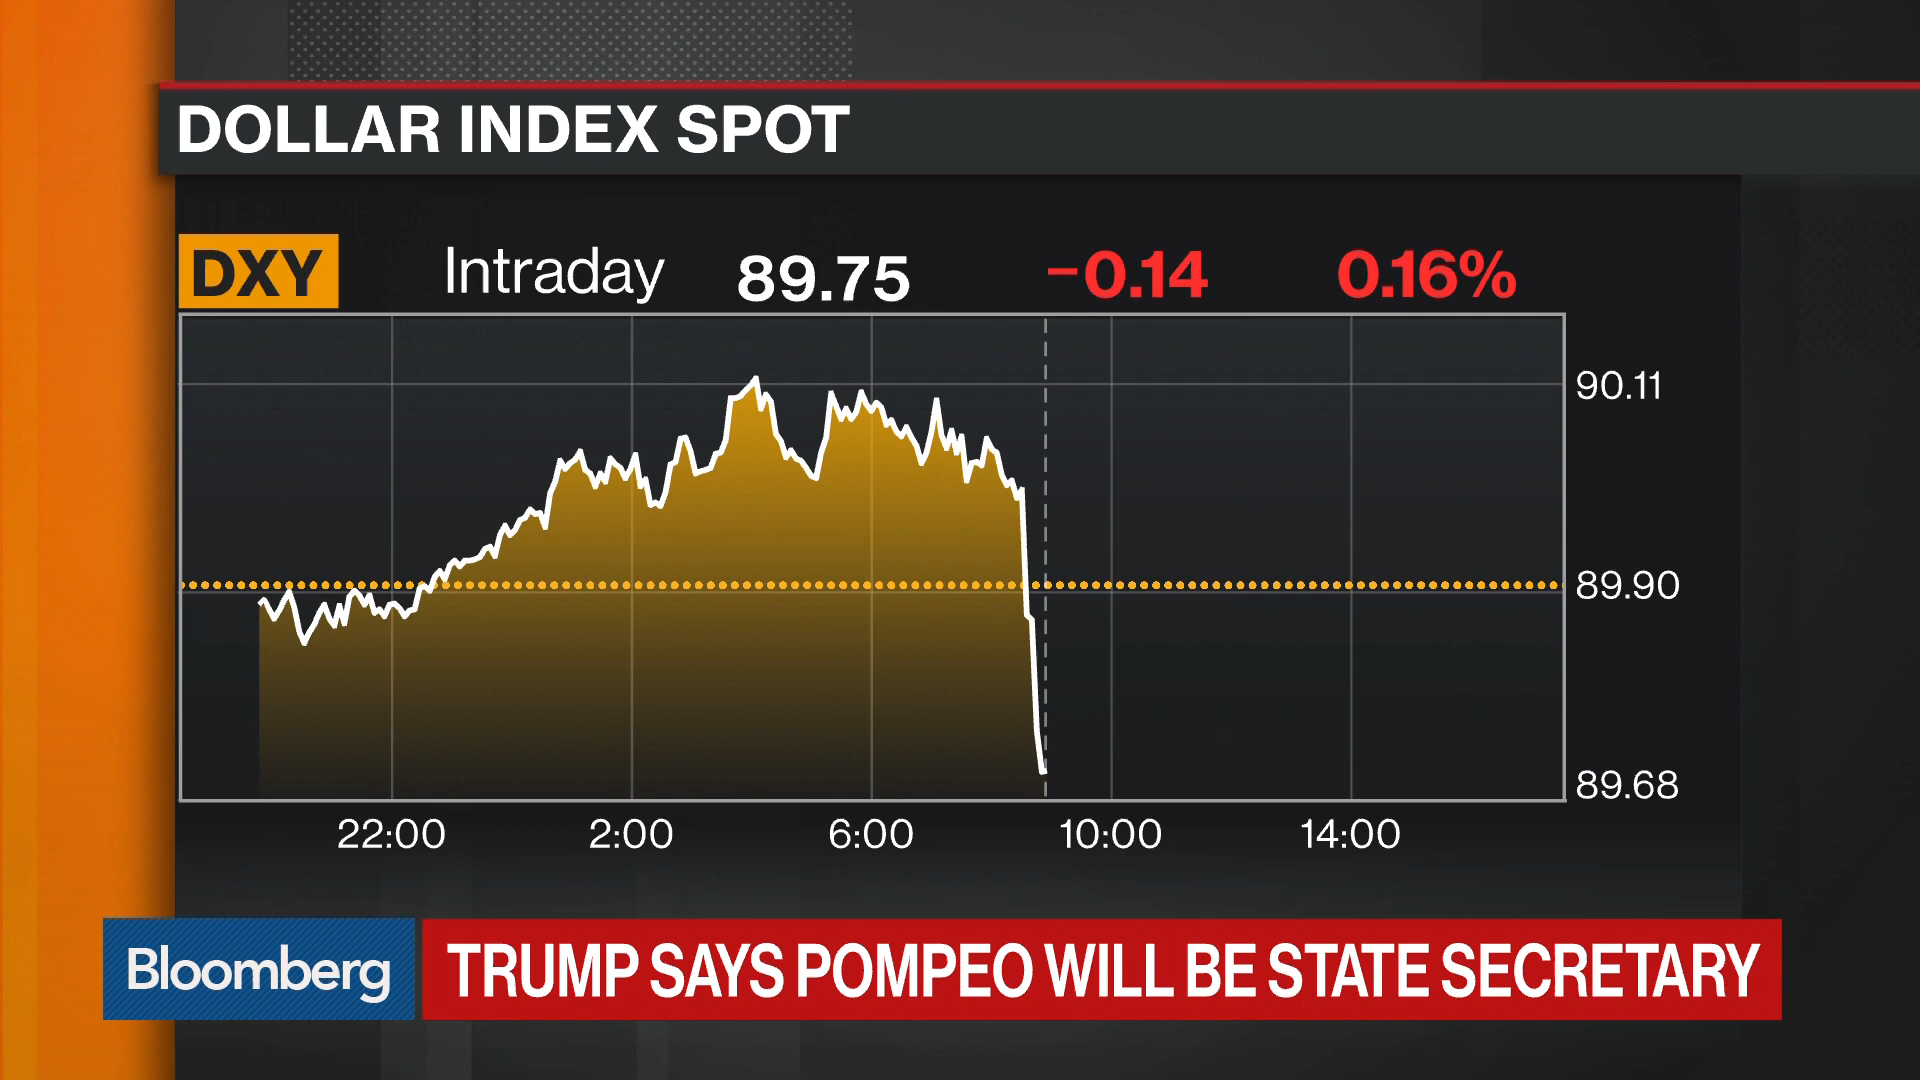 DOLLAR INDEX SPOT
DXY Intraday 89.75 -0.14 0.16%
90.11
89.90
89.68
22:00 2:00 6:00 10:00 14:00
Bloomberg TRUMP SAYS POMPEO WILL BE STATE SECRETARY